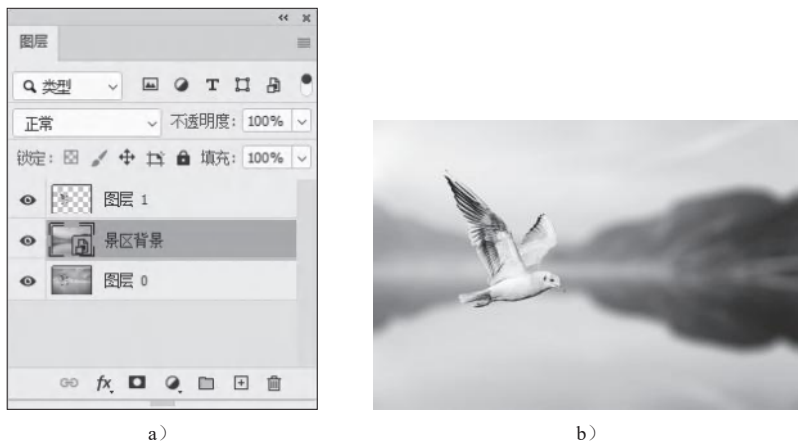 图层
类型
正常
不透明度: 100%
锁定:
填充: 100%
图层 1
景区背景
图层 0
fx
a）
b）